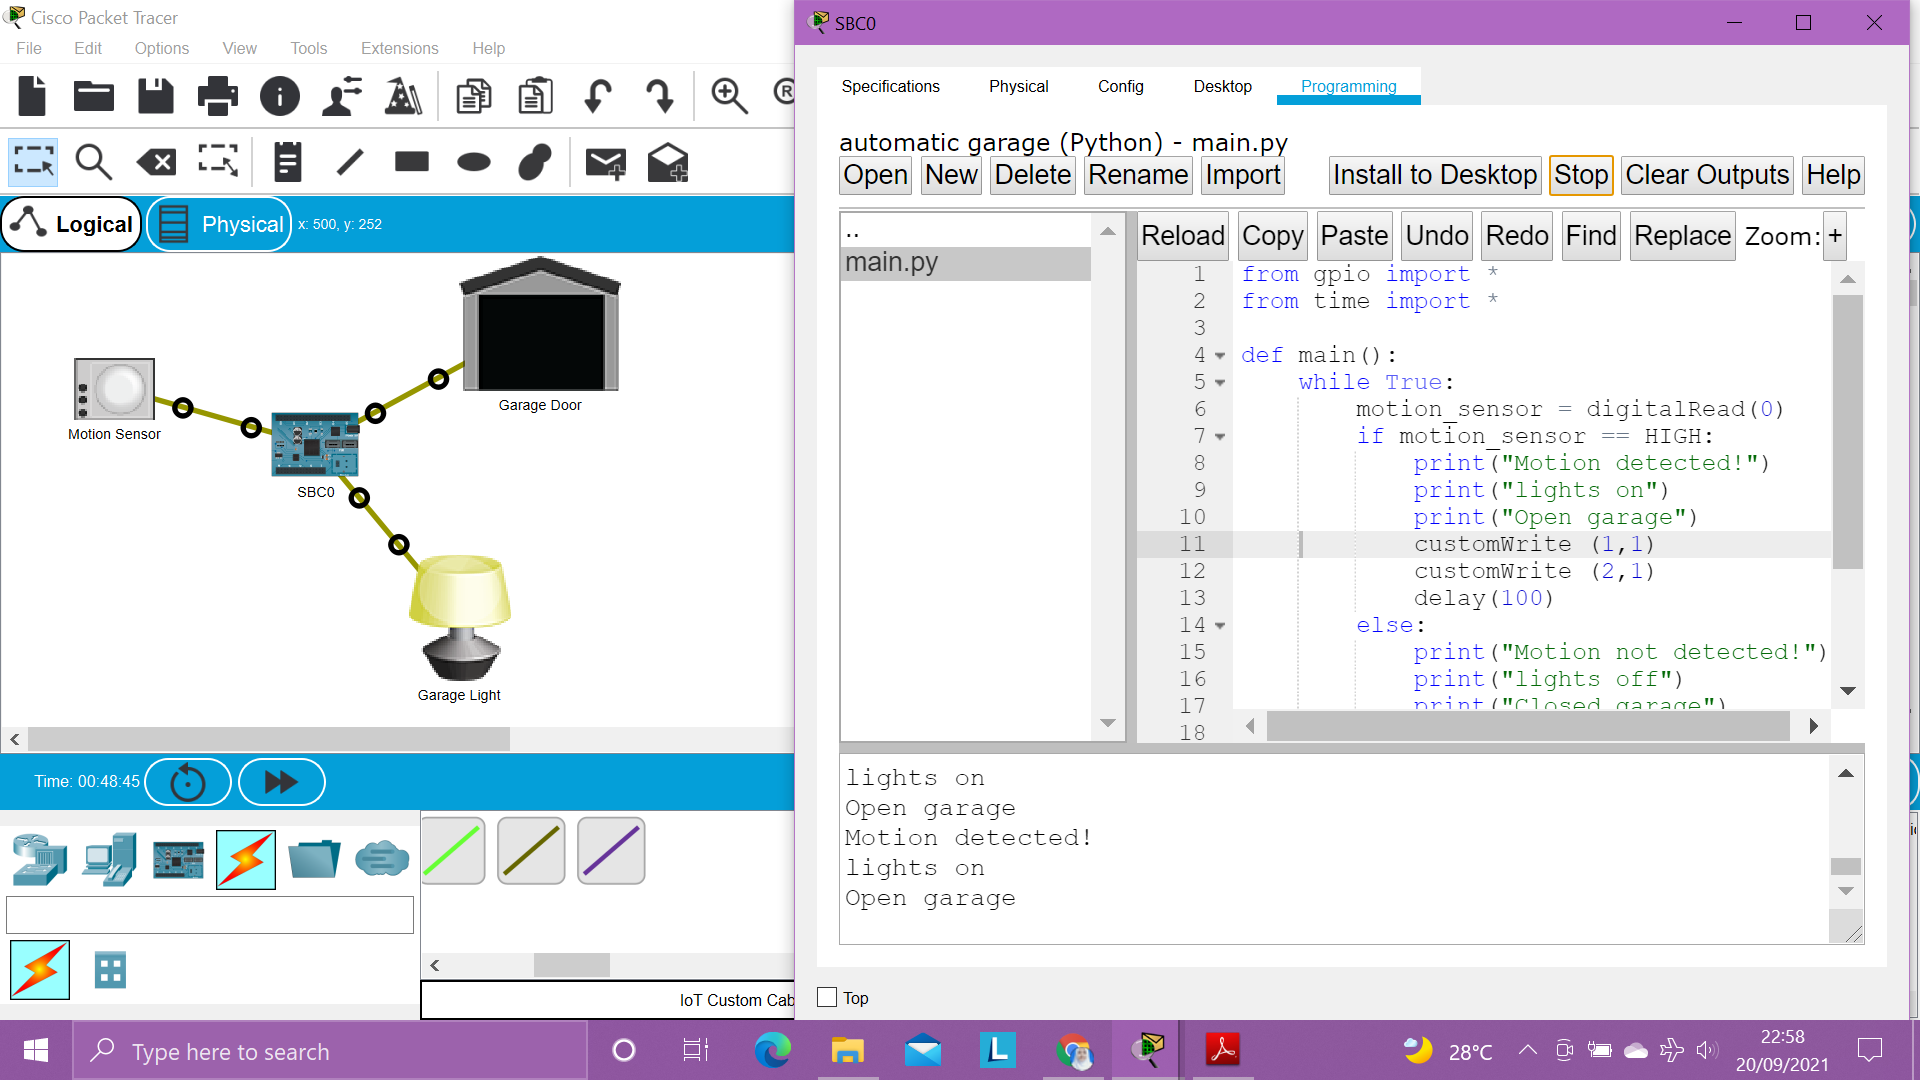 Cisco Packet Tracer
File Edit Options View Tools Extensions Help
Logical
Physical
x: 500, y: 252
Motion Sensor
Garage Door
SBC0
Garage Light
Time: 00:48:45
IoT Custom Cab
SBC0
Specifications Physical Config Desktop Programming
automatic garage (Python) - main.py
Open New Delete Rename Import Install to Desktop Stop Clear Outputs Help
..
main.py
Reload Copy Paste Undo Redo Find Replace Zoom: +
1 from gpio import *
2 from time import *
3
4 def main():
5 while True:
6 motion_sensor = digitalRead(0)
7 if motion_sensor == HIGH:
8 print("Motion detected!")
9 print("lights on")
10 print("Open garage")
11 customWrite (1,1)
12 customWrite (2,1)
13 delay(100)
14 else:
15 print("Motion not detected!")
16 print("lights off")
17 print("Closed garage")
18
lights on
Open garage
Motion detected!
lights on
Open garage
Top
Type here to search
28°C
22:58
20/09/2021